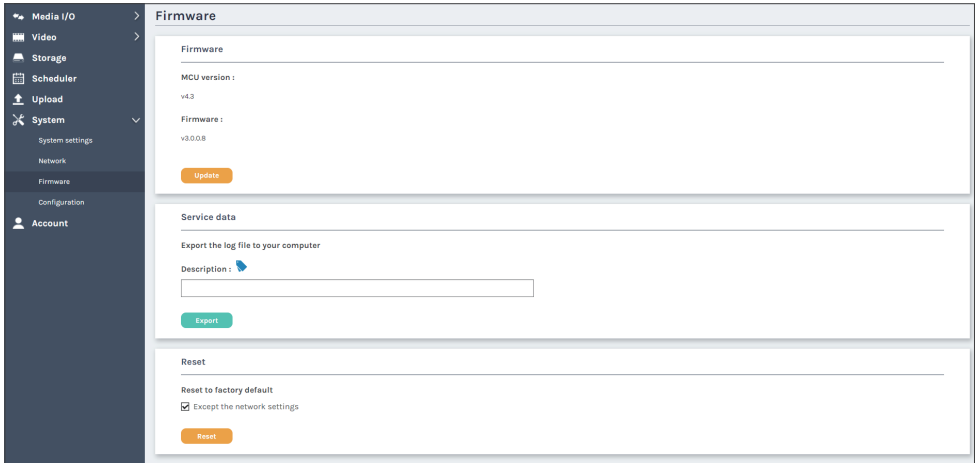 Media I/O
Video
Storage
Scheduler
Upload
System
System settings
Network
Firmware
Configuration
Account
Firmware
Firmware
MCU version :
v4.3
Firmware :
v3.0.0.8
Update
Service data
Export the log file to your computer
Description :
Export
Reset
Reset to factory default
Except the network settings
Reset